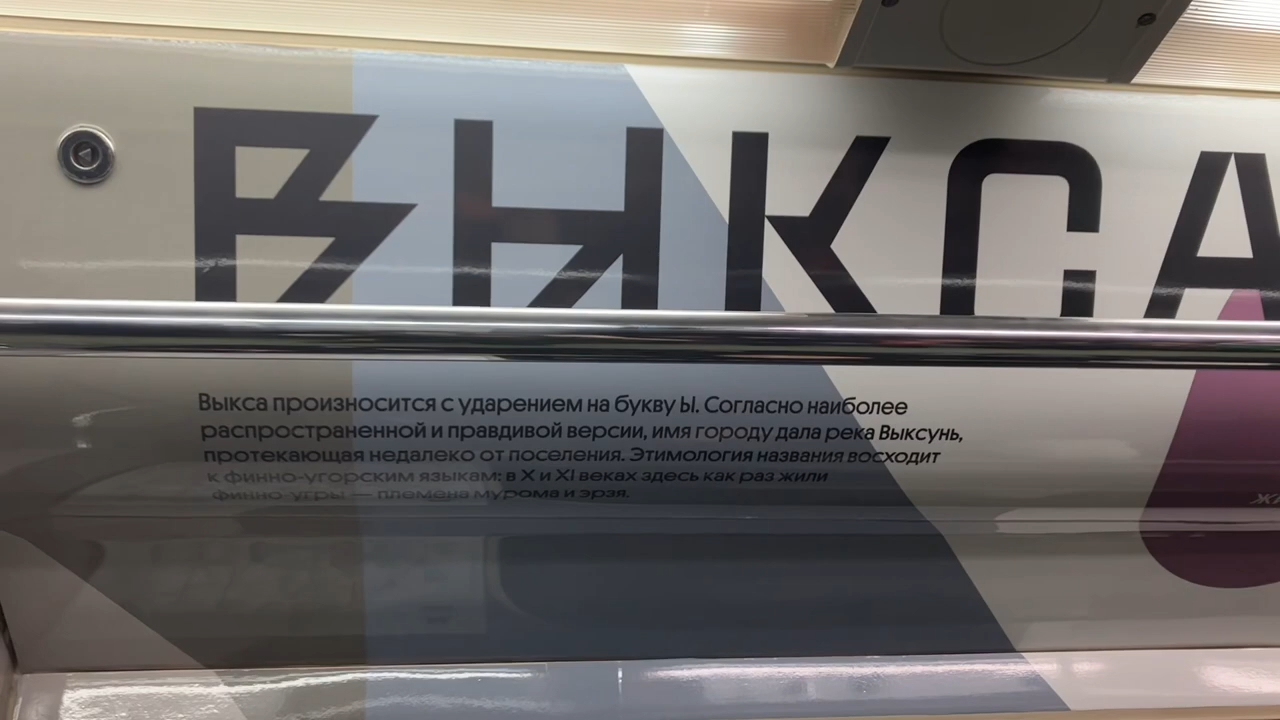 ВЫКСА
Выкса произносится с ударением на букву Ы. Согласно наиболее
распространенной и правдивой версии, имя городу дала река Выксунь,
протекающая недалеко от поселения. Этимология названия восходит
к финно-угорским языкам: в X и XI веках здесь как раз жили
финно-угры — племена мурома и эрзя.